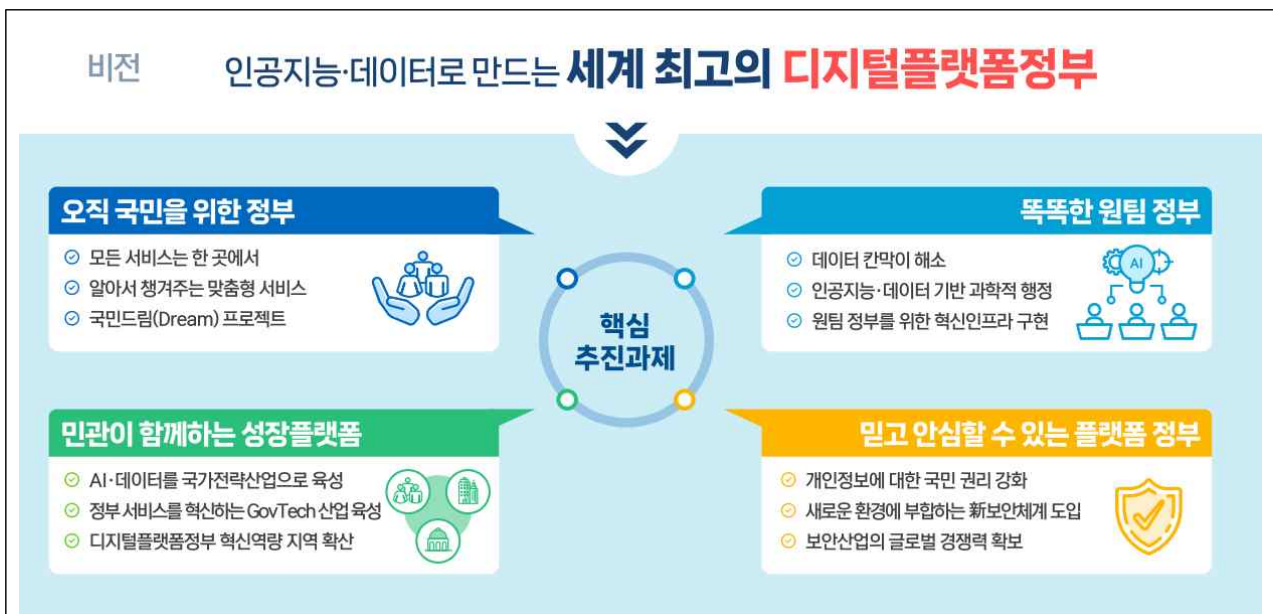 비전
인공지능·데이터로 만드는 세계 최고의 디지털플랫폼정부
오직 국민을 위한 정부
모든 서비스는 한 곳에서
알아서 챙겨주는 맞춤형 서비스
국민드림(Dream) 프로젝트
똑똑한 원팀 정부
데이터 칸막이 해소
인공지능·데이터 기반 과학적 행정
원팀 정부를 위한 혁신인프라 구현
AI
핵심
추진과제
민관이 함께하는 성장플랫폼
AI·데이터를 국가전략산업으로 육성
정부 서비스를 혁신하는 GovTech 산업 육성
디지털플랫폼정부 혁신역량 지역 확산
믿고 안심할 수 있는 플랫폼 정부
개인정보에 대한 국민 권리 강화
새로운 환경에 부합하는 新보안체계 도입
보안산업의 글로벌 경쟁력 확보